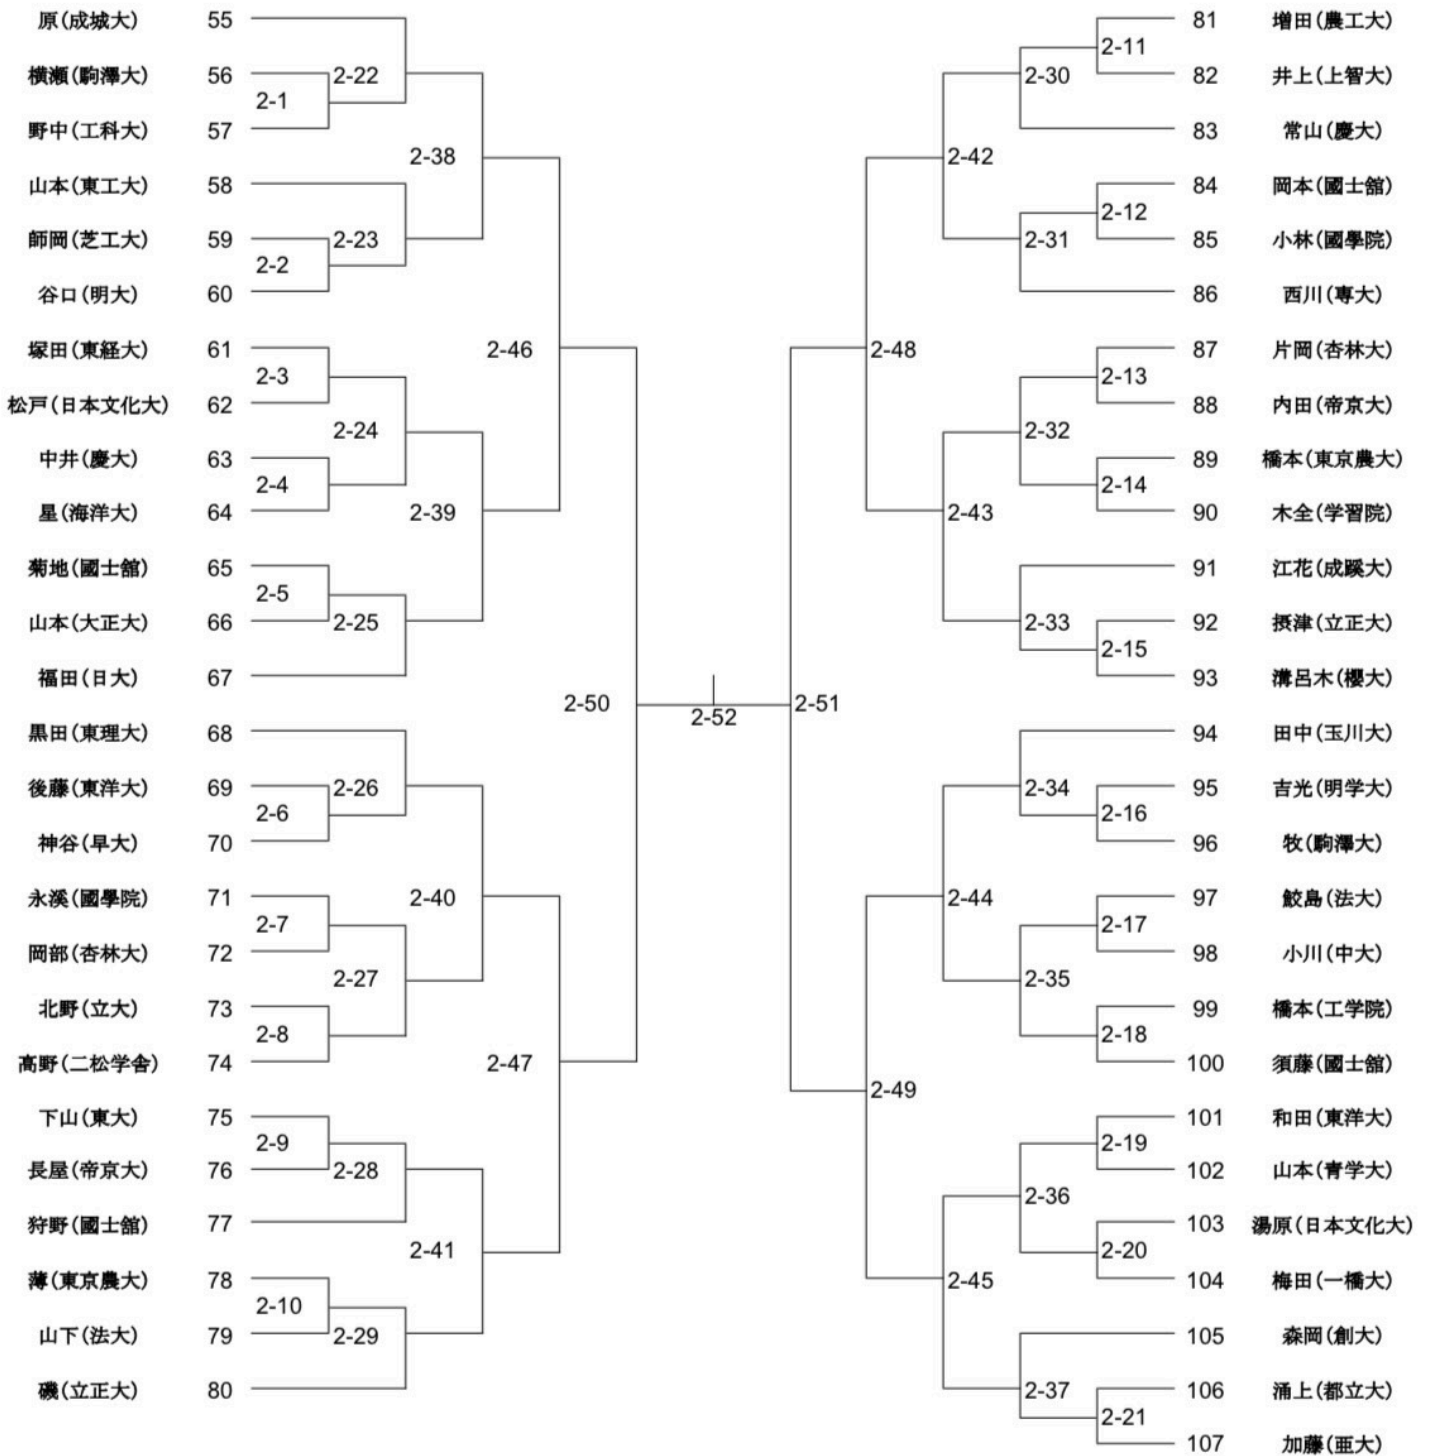 原(成城大) 55
横瀬(駒澤大) 56
野中(工科大) 57
山本(東工大) 58
師岡(芝工大) 59
谷口(明大) 60
塚田(東経大) 61
松戸(日本文化大) 62
中井(慶大) 63
星(海洋大) 64
菊地(國士舘) 65
山本(大正大) 66
福田(日大) 67
黒田(東理大) 68
後藤(東洋大) 69
神谷(早大) 70
永溪(國學院) 71
岡部(杏林大) 72
北野(立大) 73
高野(二松学舎) 74
下山(東大) 75
長屋(帝京大) 76
狩野(國士舘) 77
薄(東京農大) 78
山下(法大) 79
磯(立正大) 80
2-1
2-2
2-3
2-4
2-5
2-6
2-7
2-8
2-9
2-10
2-22
2-23
2-24
2-25
2-26
2-27
2-28
2-29
2-38
2-39
2-40
2-41
2-46
2-47
2-50
2-52
2-51
2-48
2-49
2-42
2-43
2-44
2-45
2-30
2-31
2-32
2-33
2-34
2-35
2-36
2-37
2-11
2-12
2-13
2-14
2-15
2-16
2-17
2-18
2-19
2-20
2-21
81 増田(農工大)
82 井上(上智大)
83 常山(慶大)
84 岡本(國士舘)
85 小林(國學院)
86 西川(専大)
87 片岡(杏林大)
88 内田(帝京大)
89 橋本(東京農大)
90 木全(学習院)
91 江花(成蹊大)
92 摂津(立正大)
93 溝呂木(櫻大)
94 田中(玉川大)
95 吉光(明学大)
96 牧(駒澤大)
97 鮫島(法大)
98 小川(中大)
99 橋本(工学院)
100 須藤(國士舘)
101 和田(東洋大)
102 山本(青学大)
103 湯原(日本文化大)
104 梅田(一橋大)
105 森岡(創大)
106 涌上(都立大)
107 加藤(亜大)